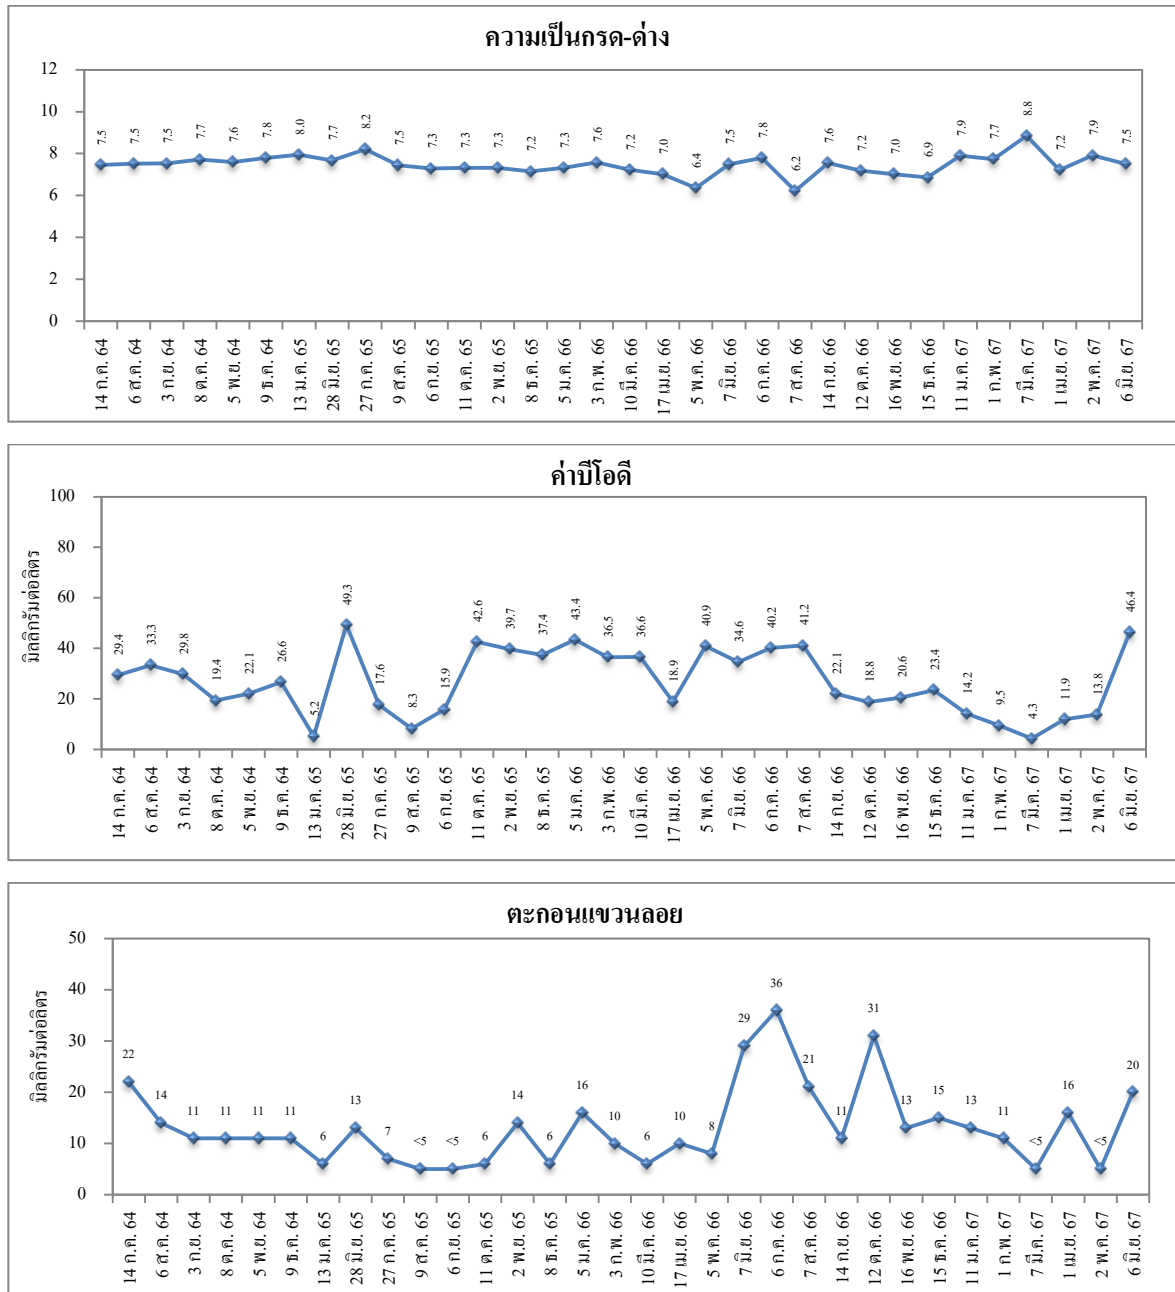 ความเป็นกรด-ด่าง
12
10
8
6
4
2
0
7.5 7.5 7.5 7.7 7.6 7.8 8.0 7.7 8.2 7.5 7.3 7.3 7.3 7.2 7.3 7.6 7.2 7.0 6.4 7.5 7.8 6.2 7.6 7.2 7.0 6.9 7.9 7.7 8.8 7.2 7.9 7.5
14 ก.ค. 64 6 ส.ค. 64 3 ก.ย. 64 8 ต.ค. 64 5 พ.ย. 64 9 ธ.ค. 64 13 ม.ค. 65 28 มิ.ย. 65 27 ก.ค. 65 9 ส.ค. 65 6 ก.ย. 65 11 ต.ค. 65 2 พ.ย. 65 8 ธ.ค. 65 5 ม.ค. 66 3 ก.พ. 66 10 มี.ค. 66 17 เม.ย. 66 5 พ.ค. 66 7 มิ.ย. 66 6 ก.ค. 66 7 ส.ค. 66 14 ก.ย. 66 12 ต.ค. 66 16 พ.ย. 66 15 ธ.ค. 66 11 ม.ค. 67 1 ก.พ. 67 7 มี.ค. 67 1 เม.ย. 67 2 พ.ค. 67 6 มิ.ย. 67
ค่าบีโอดี
มิลลิกรัมต่อลิตร
100
80
60
40
20
0
29.4 33.3 29.8 19.4 22.1 26.6 5.2 49.3 17.6 8.3 15.9 42.6 39.7 37.4 43.4 36.5 36.6 18.9 40.9 34.6 40.2 41.2 22.1 18.8 20.6 23.4 14.2 9.5 4.3 11.9 13.8 46.4
14 ก.ค. 64 6 ส.ค. 64 3 ก.ย. 64 8 ต.ค. 64 5 พ.ย. 64 9 ธ.ค. 64 13 ม.ค. 65 28 มิ.ย. 65 27 ก.ค. 65 9 ส.ค. 65 6 ก.ย. 65 11 ต.ค. 65 2 พ.ย. 65 8 ธ.ค. 65 5 ม.ค. 66 3 ก.พ. 66 10 มี.ค. 66 17 เม.ย. 66 5 พ.ค. 66 7 มิ.ย. 66 6 ก.ค. 66 7 ส.ค. 66 14 ก.ย. 66 12 ต.ค. 66 16 พ.ย. 66 15 ธ.ค. 66 11 ม.ค. 67 1 ก.พ. 67 7 มี.ค. 67 1 เม.ย. 67 2 พ.ค. 67 6 มิ.ย. 67
ตะกอนแขวนลอย
มิลลิกรัมต่อลิตร
50
40
30
20
10
0
22 14 11 11 11 11 6 13 7 <5 <5 6 14 6 16 10 6 10 8 29 36 21 11 31 13 15 13 11 <5 16 <5 20
14 ก.ค. 64 6 ส.ค. 64 3 ก.ย. 64 8 ต.ค. 64 5 พ.ย. 64 9 ธ.ค. 64 13 ม.ค. 65 28 มิ.ย. 65 27 ก.ค. 65 9 ส.ค. 65 6 ก.ย. 65 11 ต.ค. 65 2 พ.ย. 65 8 ธ.ค. 65 5 ม.ค. 66 3 ก.พ. 66 10 มี.ค. 66 17 เม.ย. 66 5 พ.ค. 66 7 มิ.ย. 66 6 ก.ค. 66 7 ส.ค. 66 14 ก.ย. 66 12 ต.ค. 66 16 พ.ย. 66 15 ธ.ค. 66 11 ม.ค. 67 1 ก.พ. 67 7 มี.ค. 67 1 เม.ย. 67 2 พ.ค. 67 6 มิ.ย. 67